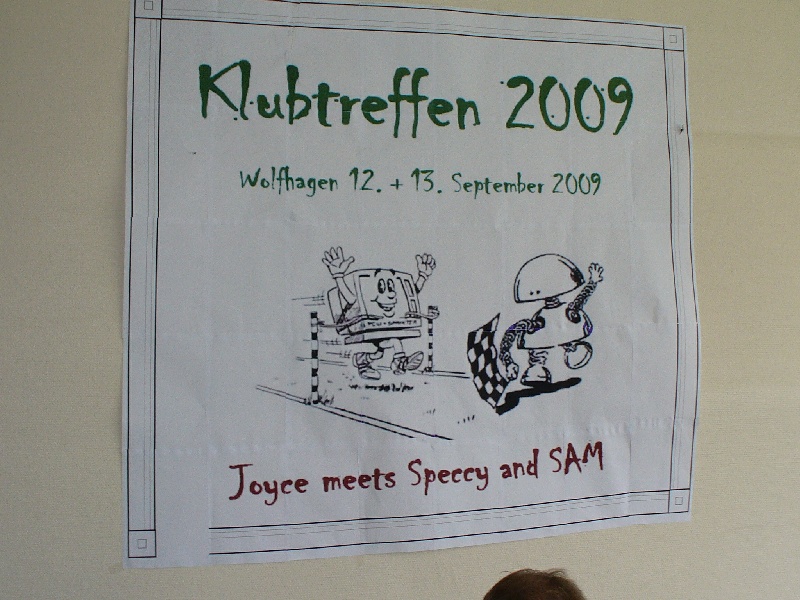 Klubtreffen 2009
Wolfhagen 12. + 13. September 2009
Joyce meets Speccy and SAM